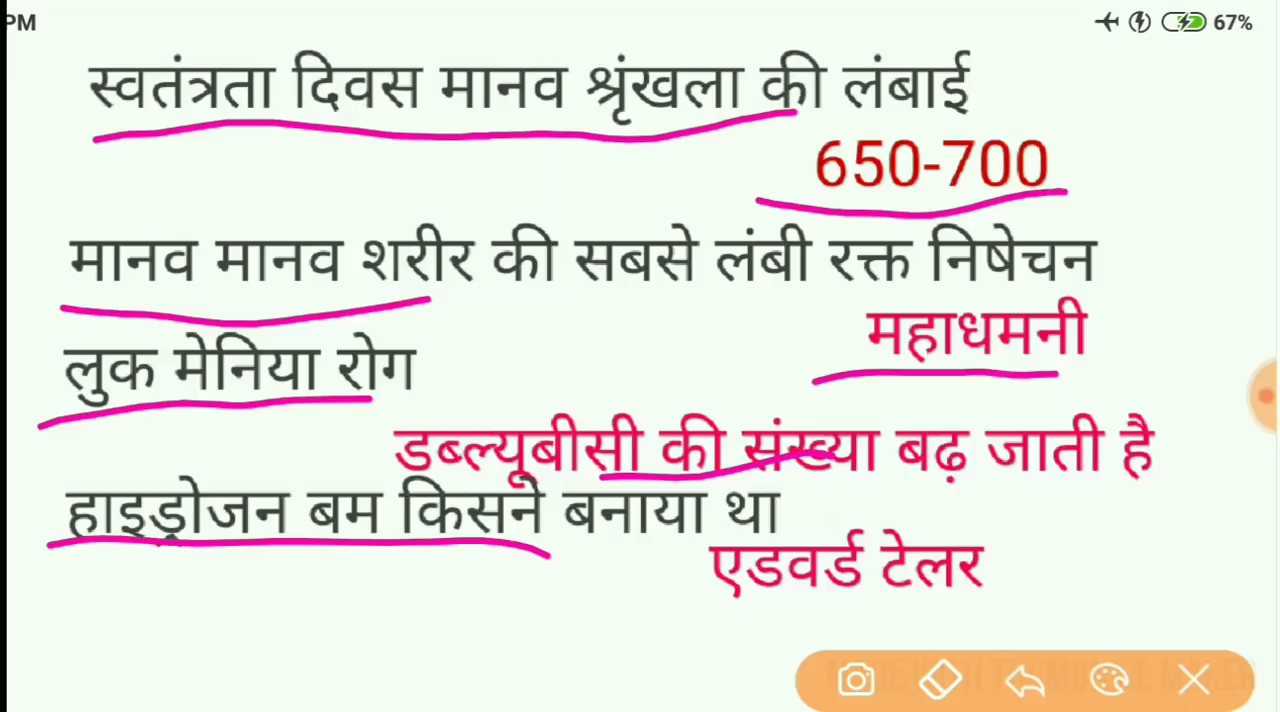 PM 67%
स्वतंत्रता दिवस मानव श्रृंखला की लंबाई
650-700
मानव मानव शरीर की सबसे लंबी रक्त निषेचन
महाधमनी
लुक मेनिया रोग
डब्ल्यूबीसी की संख्या बढ़ जाती है
हाइड्रोजन बम किसने बनाया था
एडवर्ड टेलर